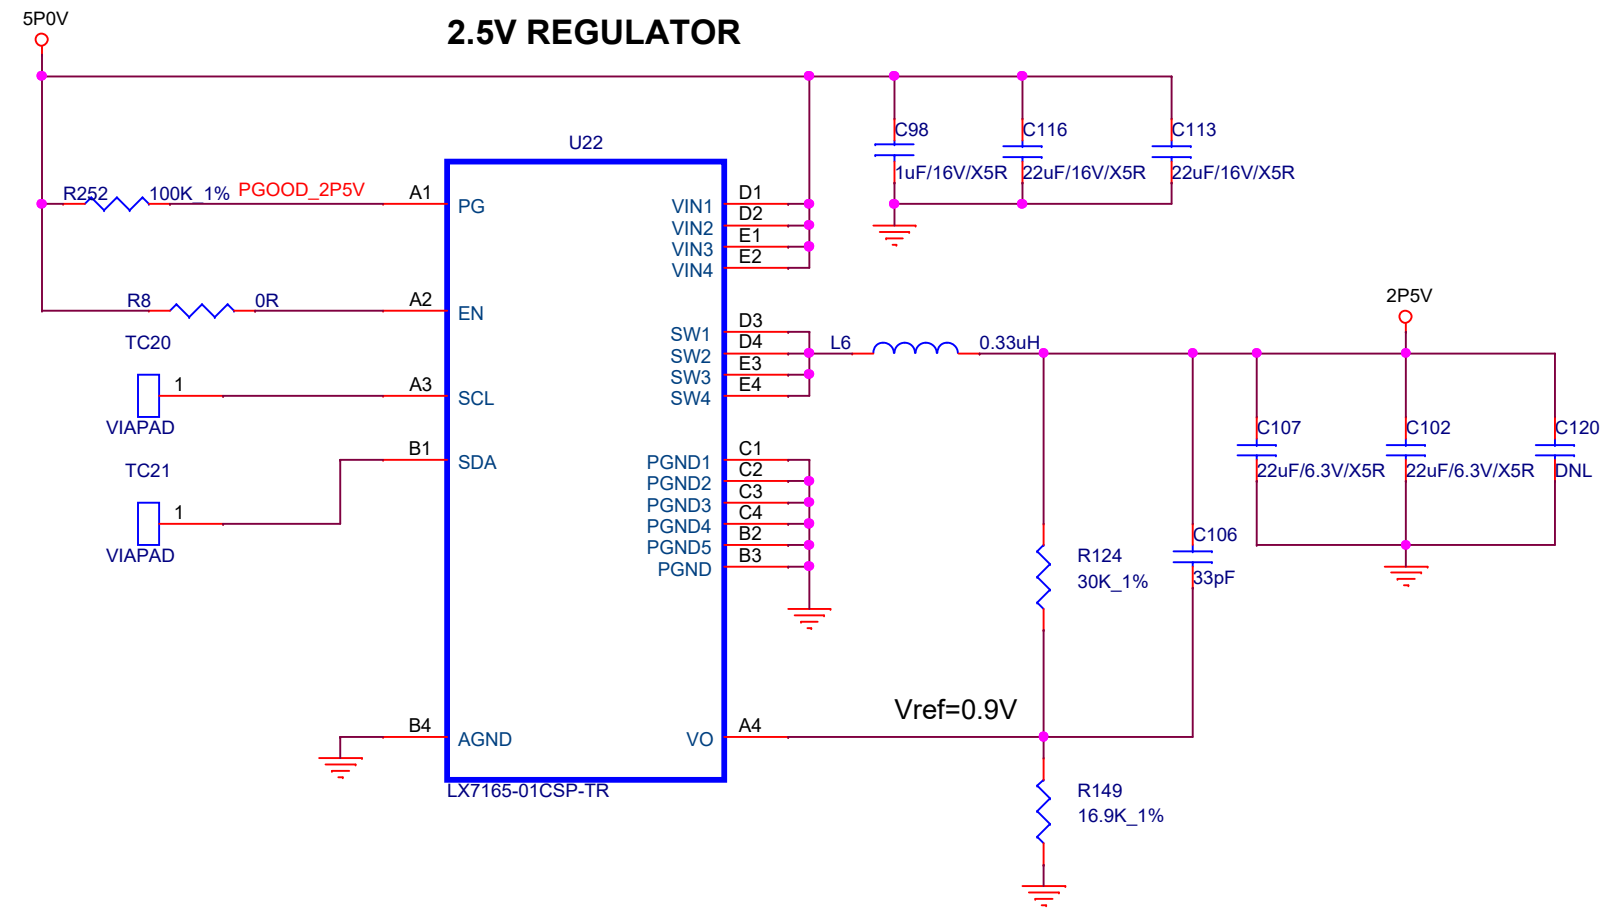 5P0V
2.5V REGULATOR
U22
C98
1uF/16V/X5R
C116
22uF/16V/X5R
C113
22uF/16V/X5R
R252
100K_1%
PGOOD_2P5V
A1
PG
R8
0R
A2
EN
TC20
1
VIAPAD
A3
SCL
TC21
1
VIAPAD
B1
SDA
B4
AGND
VIN1
D1
VIN2
D2
VIN3
E1
VIN4
E2
SW1
D3
SW2
D4
SW3
E3
SW4
E4
L6
0.33uH
2P5V
PGND1
C1
PGND2
C2
PGND3
C3
PGND4
C4
PGND5
B2
PGND
B3
C107
22uF/6.3V/X5R
C102
22uF/6.3V/X5R
C120
DNL
C106
33pF
R124
30K_1%
Vref=0.9V
VO
A4
LX7165-01CSP-TR
R149
16.9K_1%